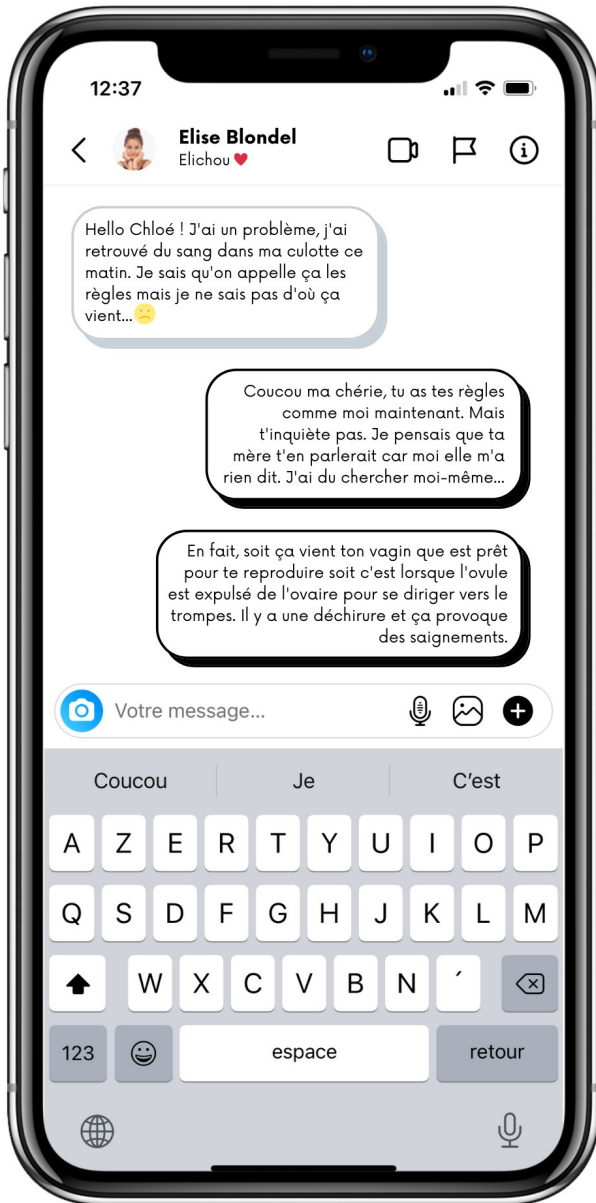 12:37
Elise Blondel
Elichou
Hello Chloé ! J'ai un problème, j'ai
retrouvé du sang dans ma culotte ce
matin. Je sais qu'on appelle ça les
règles mais je ne sais pas d'où ça
vient...
Coucou ma chérie, tu as tes règles
comme moi maintenant. Mais
t'inquiète pas. Je pensais que ta
mère t'en parlerait car moi elle m'a
rien dit. J'ai du chercher moi-même...
En fait, soit ça vient ton vagin que est prêt
pour te reproduire soit c'est lorsque l'ovule
est expulsé de l'ovaire pour se diriger vers le
trompes. Il y a une déchirure et ça provoque
des saignements.
Votre message...
Coucou Je C'est
A Z E R T Y U I O P
Q S D F G H J K L M
W X C V B N ´
123 espace retour